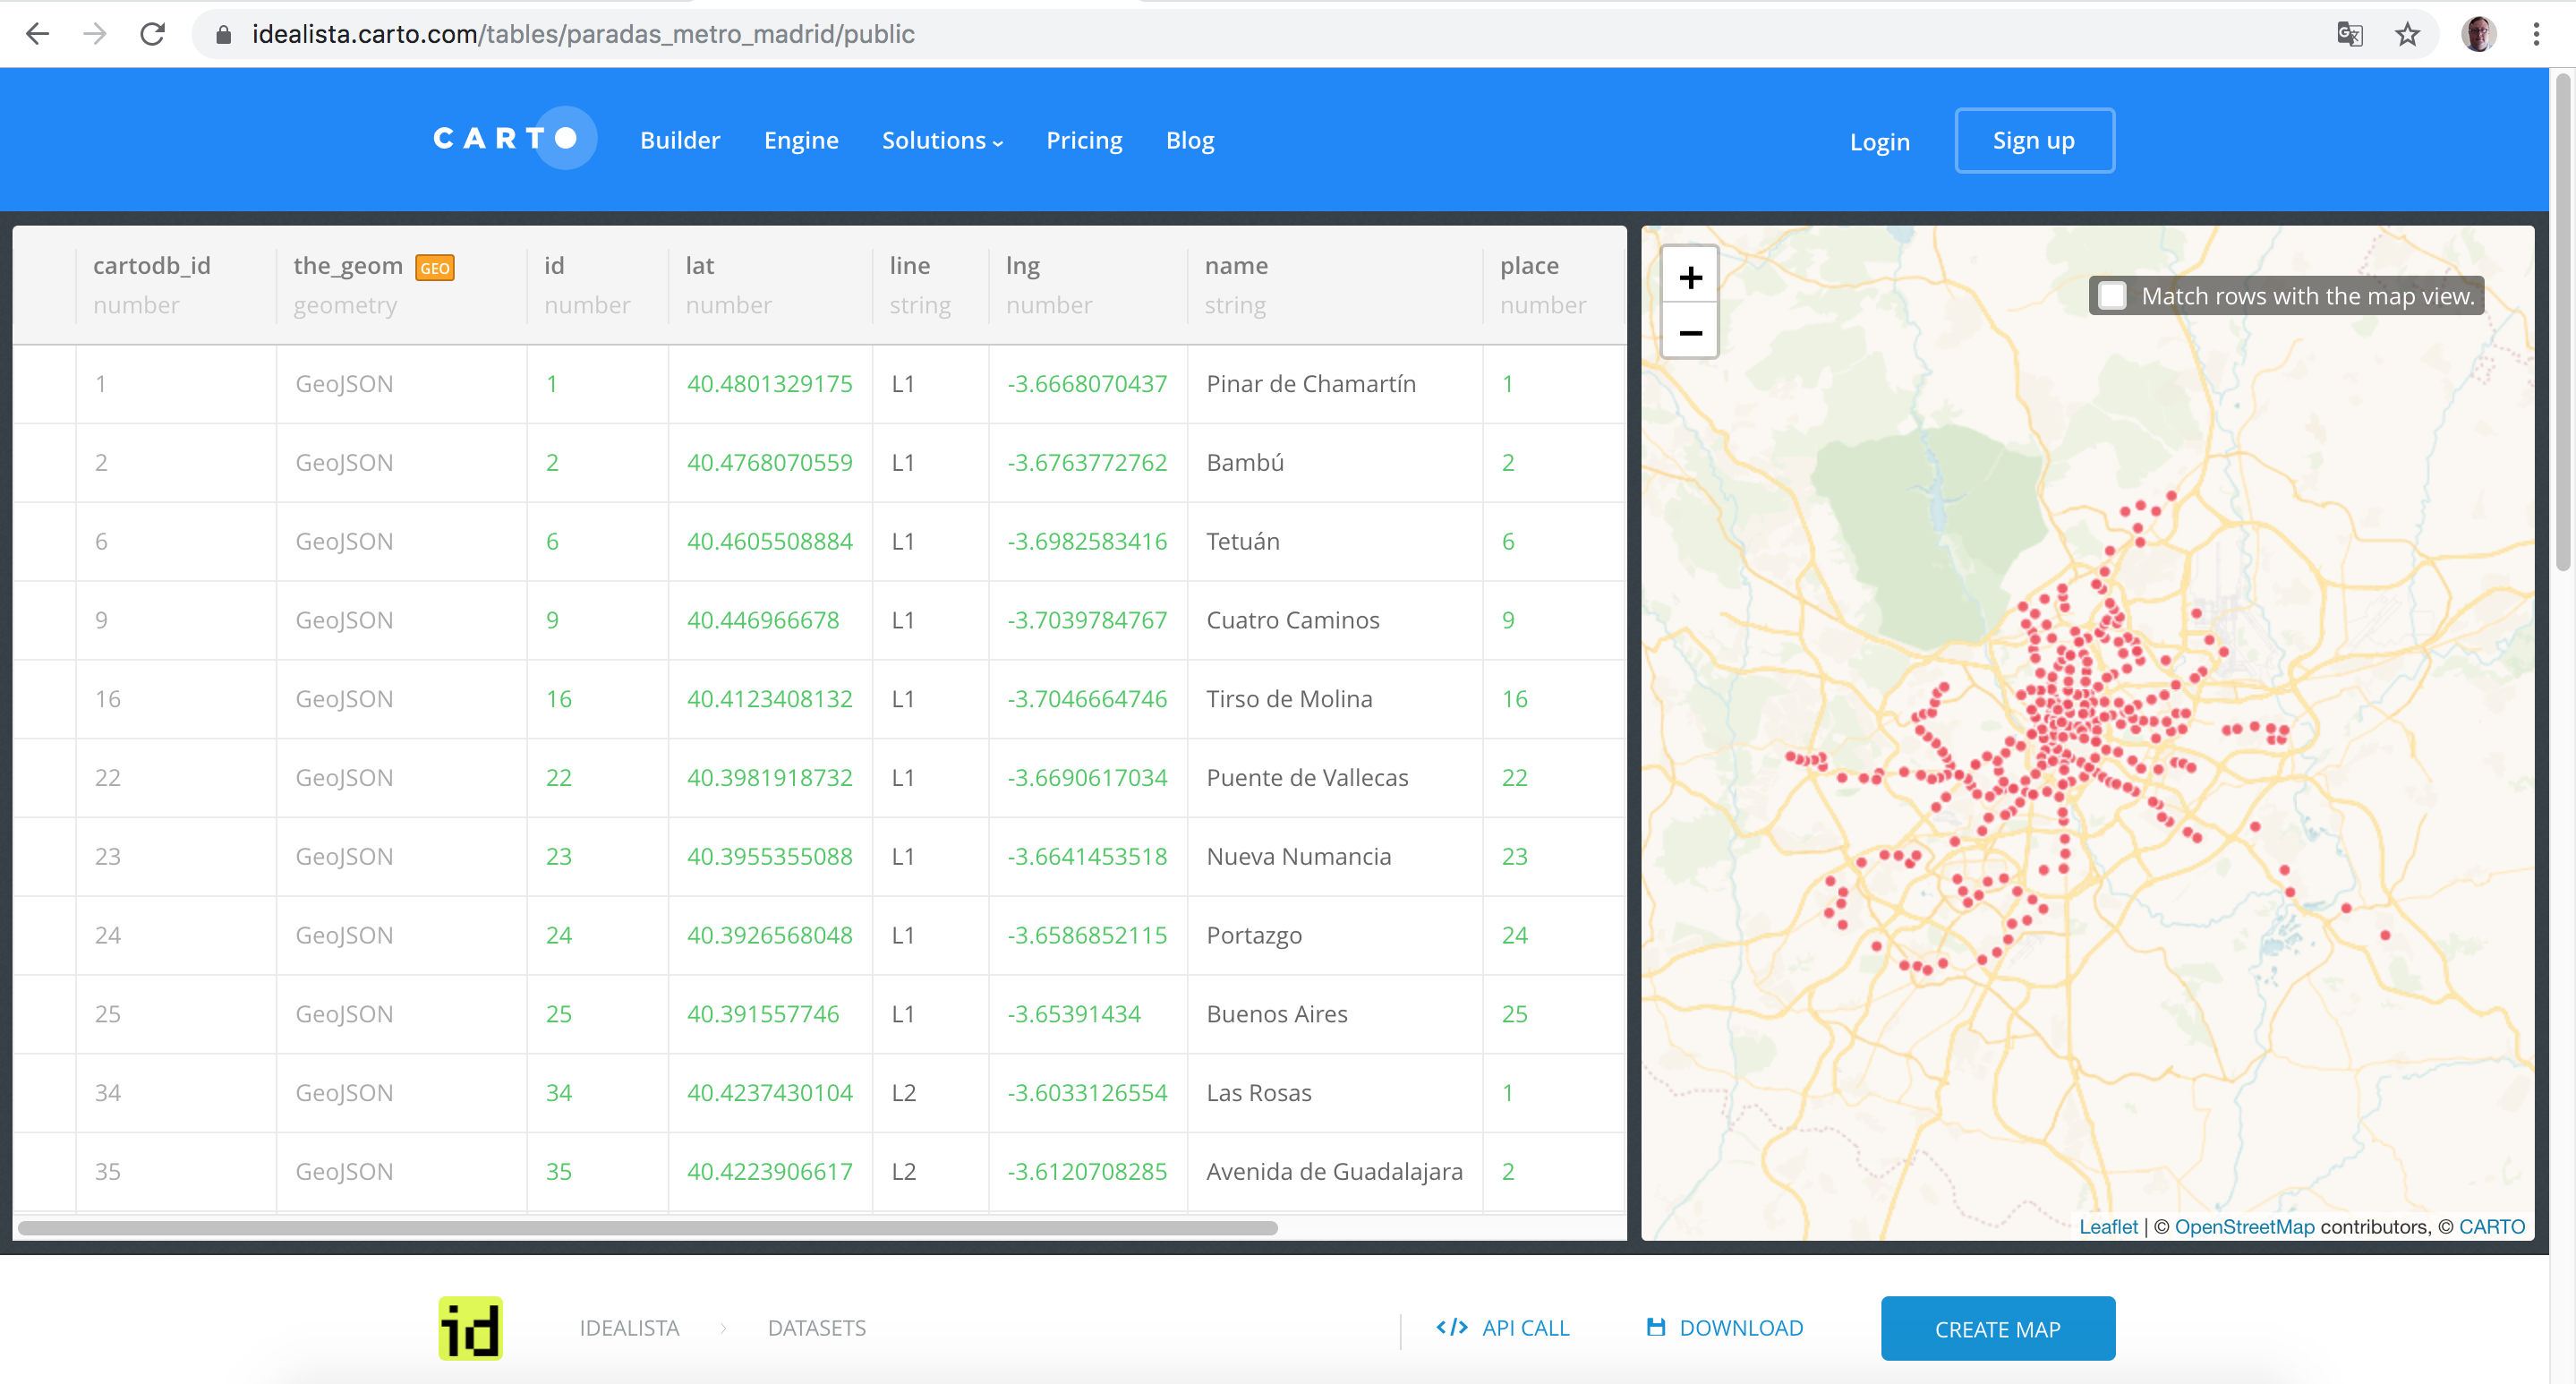 idealista.carto.com/tables/paradas_metro_madrid/public
CARTO Builder Engine Solutions Pricing Blog Login Sign up
cartodb_id the_geom GEO id lat line lng name place
number geometry number number string number string number
1 GeoJSON 1 40.4801329175 L1 -3.6668070437 Pinar de Chamartín 1
2 GeoJSON 2 40.4768070559 L1 -3.6763772762 Bambú 2
6 GeoJSON 6 40.4605508884 L1 -3.6982583416 Tetuán 6
9 GeoJSON 9 40.446966678 L1 -3.7039784767 Cuatro Caminos 9
16 GeoJSON 16 40.4123408132 L1 -3.7046664746 Tirso de Molina 16
22 GeoJSON 22 40.3981918732 L1 -3.6690617034 Puente de Vallecas 22
23 GeoJSON 23 40.3955355088 L1 -3.6641453518 Nueva Numancia 23
24 GeoJSON 24 40.3926568048 L1 -3.6586852115 Portazgo 24
25 GeoJSON 25 40.391557746 L1 -3.65391434 Buenos Aires 25
34 GeoJSON 34 40.4237430104 L2 -3.6033126554 Las Rosas 1
35 GeoJSON 35 40.4223906617 L2 -3.6120708285 Avenida de Guadalajara 2
+
Match rows with the map view.
−
Leaflet | © OpenStreetMap contributors, © CARTO
id IDEALISTA DATASETS </> API CALL DOWNLOAD CREATE MAP